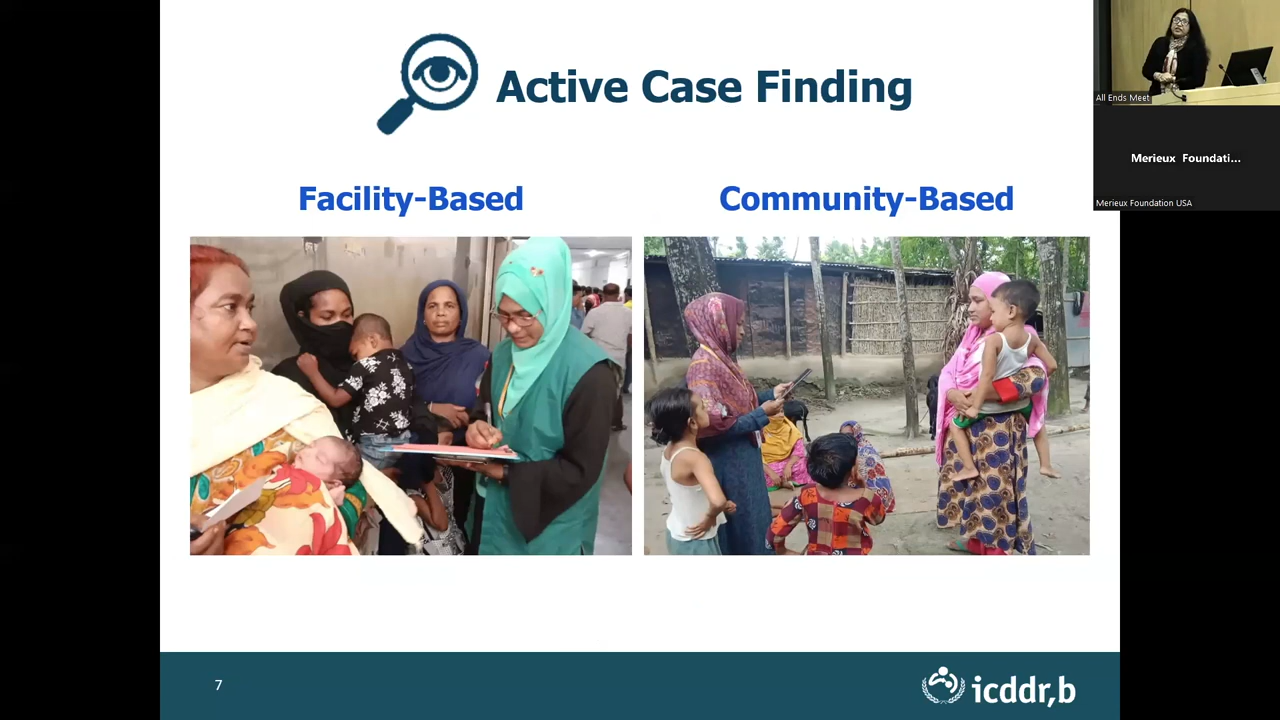 Active Case Finding
Facility-Based
Community-Based
7
icddr,b
All Ends Meet
Merieux Foundati...
Merieux Foundation USA